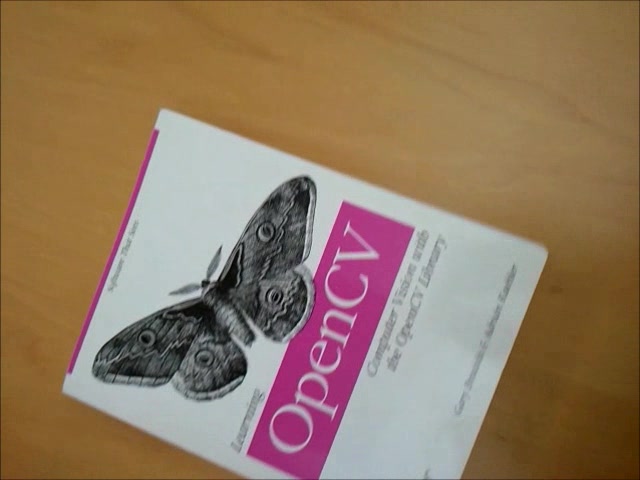 Software That Sees
Learning
OpenCV
Computer Vision with
the OpenCV Library
Gary Bradski & Adrian Kaehler